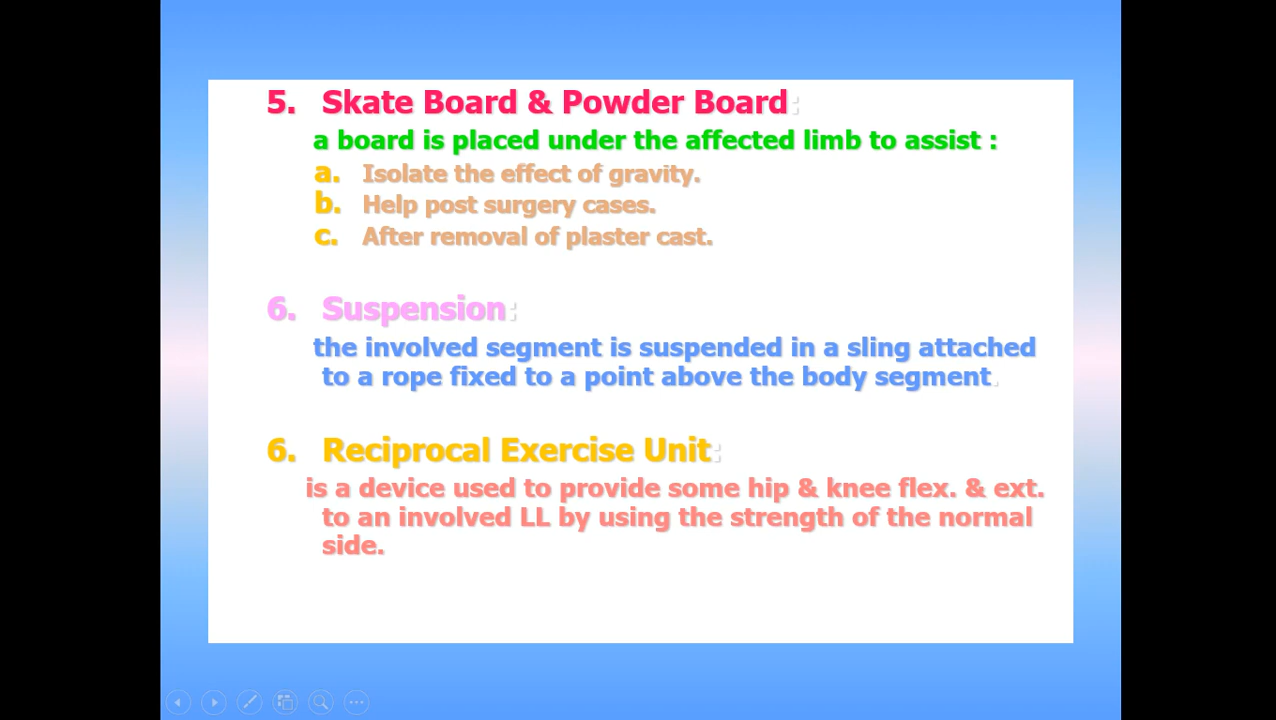 5. Skate Board & Powder Board:
a board is placed under the affected limb to assist :
a. Isolate the effect of gravity.
b. Help post surgery cases.
c. After removal of plaster cast.
6. Suspension:
the involved segment is suspended in a sling attached
to a rope fixed to a point above the body segment.
6. Reciprocal Exercise Unit:
is a device used to provide some hip & knee flex. & ext.
to an involved LL by using the strength of the normal
side.